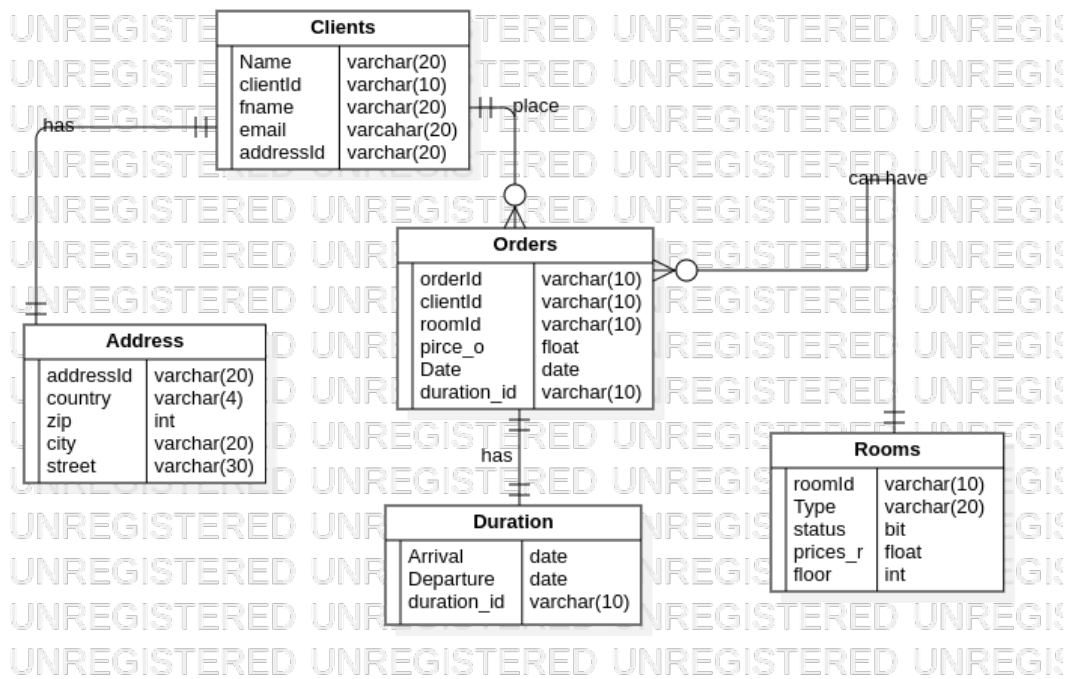 Clients
Name varchar(20)
clientId varchar(10)
fname varchar(20)
email varcahar(20)
addressId varchar(20)
has
place
can have
Orders
orderId varchar(10)
clientId varchar(10)
roomId varchar(10)
pirce_o float
Date date
duration_id varchar(10)
Address
addressId varchar(20)
country varchar(4)
zip int
city varchar(20)
street varchar(30)
has
Rooms
roomId varchar(10)
Type varchar(20)
status bit
prices_r float
floor int
Duration
Arrival date
Departure date
duration_id varchar(10)
UNREGISTERED UNREGISTERED UNREGISTERED UNREGIS